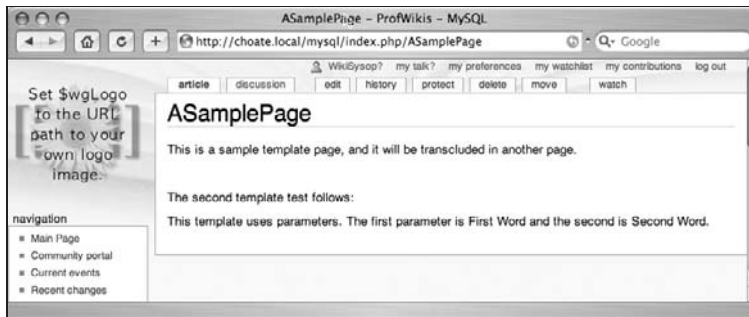 ASamplePage – ProfWikis – MySQL
http://choate.local/mysql/index.php/ASamplePage
Google
WikiSysop? my talk? my preferences my watchlist my contributions log out
article discussion edit history protect delete move watch
Set $wgLogo
to the URL
path to your
own logo
image.
ASamplePage
This is a sample template page, and it will be transcluded in another page.
The second template test follows:
This template uses parameters. The first parameter is First Word and the second is Second Word.
navigation
Main Page
Community portal
Current events
Recent changes